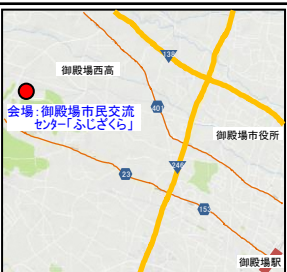 138
御殿場西高
401
会場：御殿場市民交流
センター「ふじざくら」
御殿場市役所
23
246
153
御殿場駅